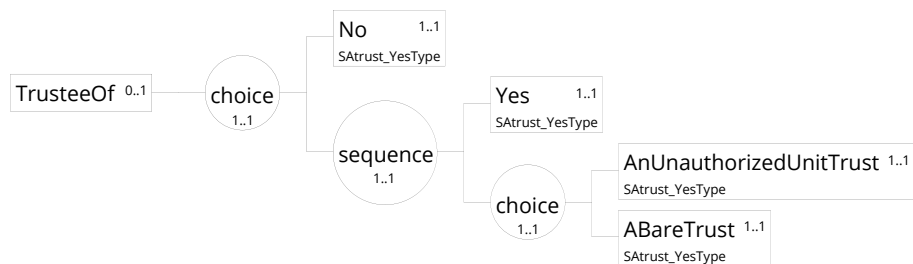 No 1..1
SAtrust_YesType
TrusteeOf 0..1
choice
1..1
Yes 1..1
SAtrust_YesType
sequence
1..1
AnUnauthorizedUnitTrust 1..1
SAtrust_YesType
choice
1..1
ABareTrust 1..1
SAtrust_YesType